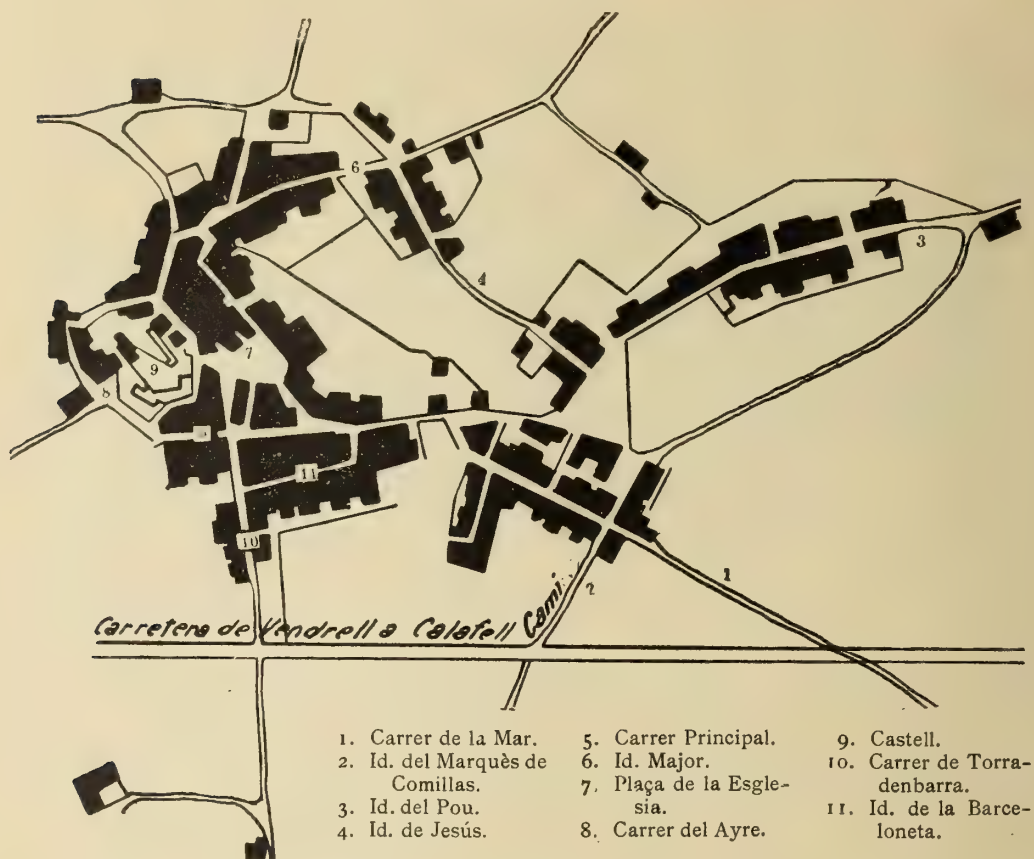 6
3
4
7
9
8
5
11
10
2
1
Carretera de Vendrell a Calafell
Camí
1. Carrer de la Mar.
2. Id. del Marquès de
Comillas.
3. Id. del Pou.
4. Id. de Jesús.
5. Carrer Principal.
6. Id. Major.
7. Plaça de la Esgle-
sia.
8. Carrer del Ayre.
9. Castell.
10. Carrer de Torra-
denbarra.
11. Id. de la Barce-
loneta.